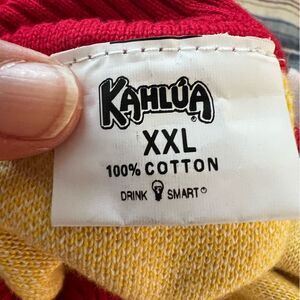 KAHLÚA
XXL
100% COTTON
DRINK SMART